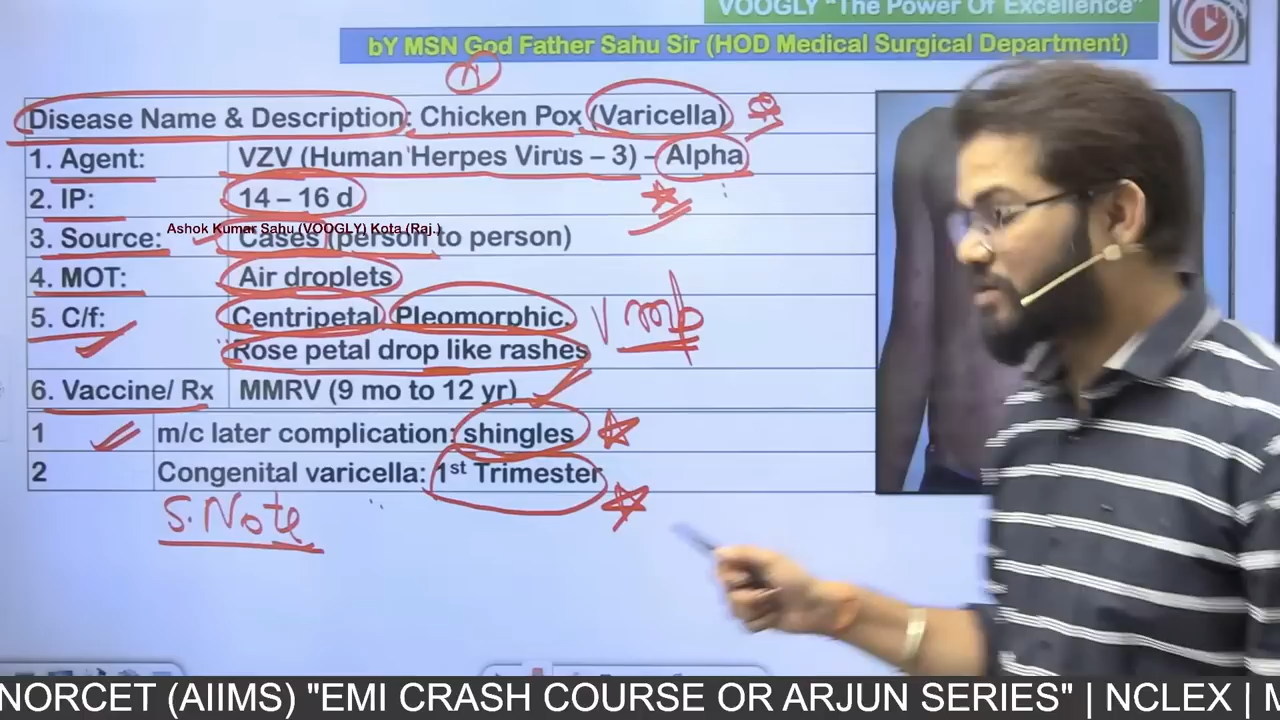 VOOGLY "The Power Of Excellence"
bY MSN God Father Sahu Sir (HOD Medical Surgical Department)
Disease Name & Description: Chicken Pox (Varicella)
1. Agent: VZV (Human Herpes Virus – 3) – Alpha
2. IP: 14 – 16 d
Ashok Kumar Sahu (VOOGLY) Kota (Raj.)
3. Source: Cases (person to person)
4. MOT: Air droplets
5. C/f: Centripetal, Pleomorphic,
Rose petal drop like rashes
6. Vaccine/ Rx MMRV (9 mo to 12 yr)
1 m/c later complication: shingles
2 Congenital varicella: 1st Trimester
S. Note
NORCET (AIIMS) "EMI CRASH COURSE OR ARJUN SERIES" | NCLEX |